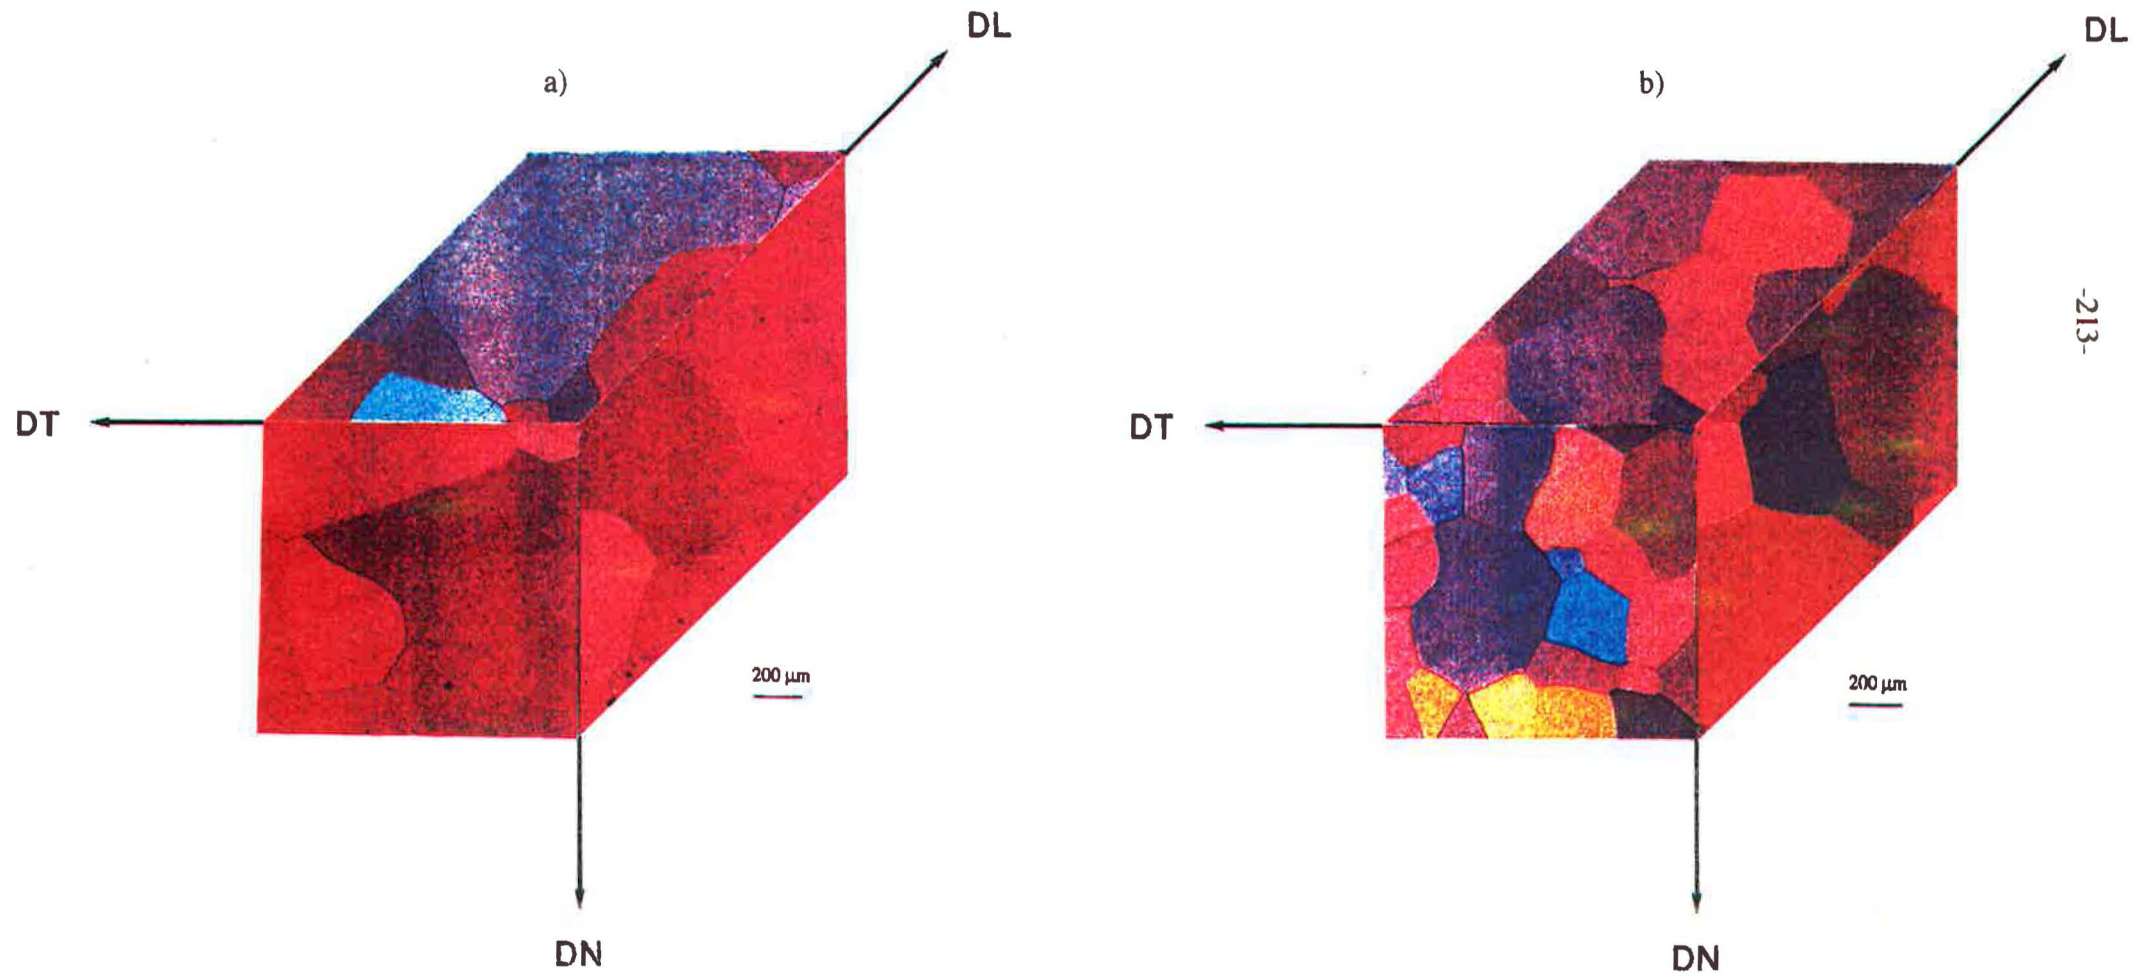 a)
DL
DT
200 μm
DN
b)
DL
DT
200 μm
DN
-213-